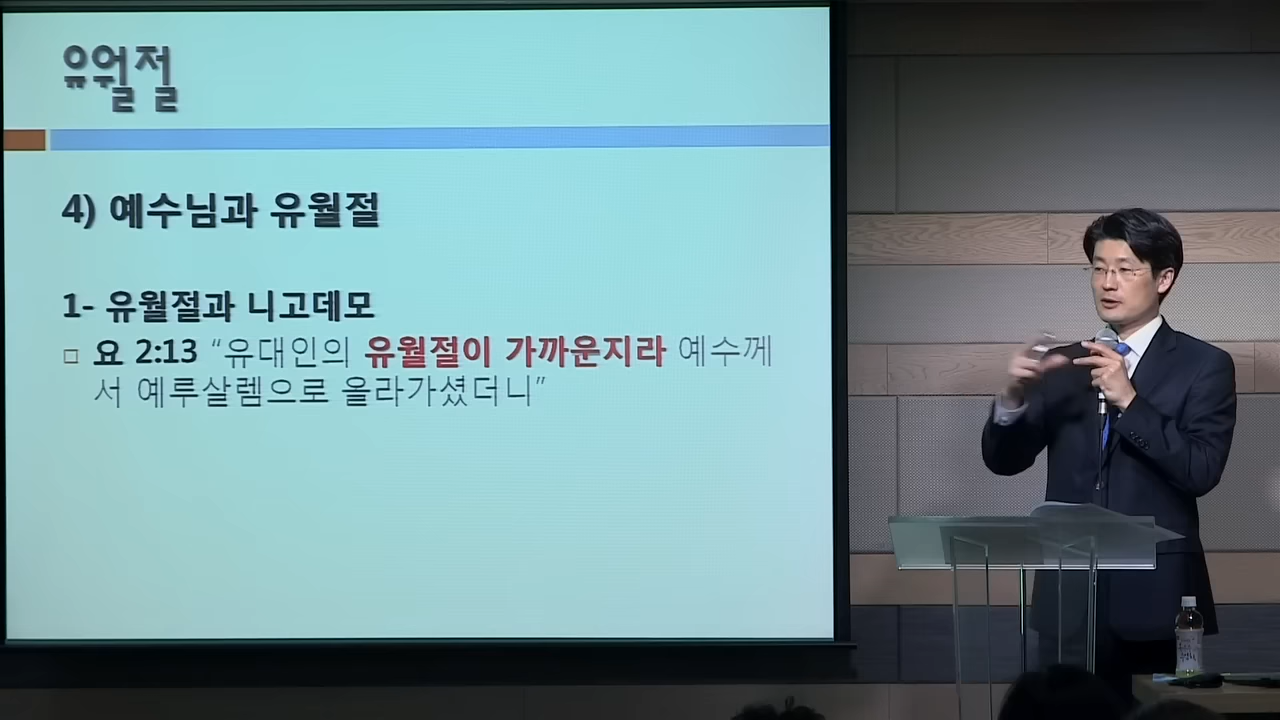 유월절
4) 예수님과 유월절
1- 유월절과 니고데모
□ 요 2:13 “유대인의 유월절이 가까운지라 예수께
서 예루살렘으로 올라가셨더니”